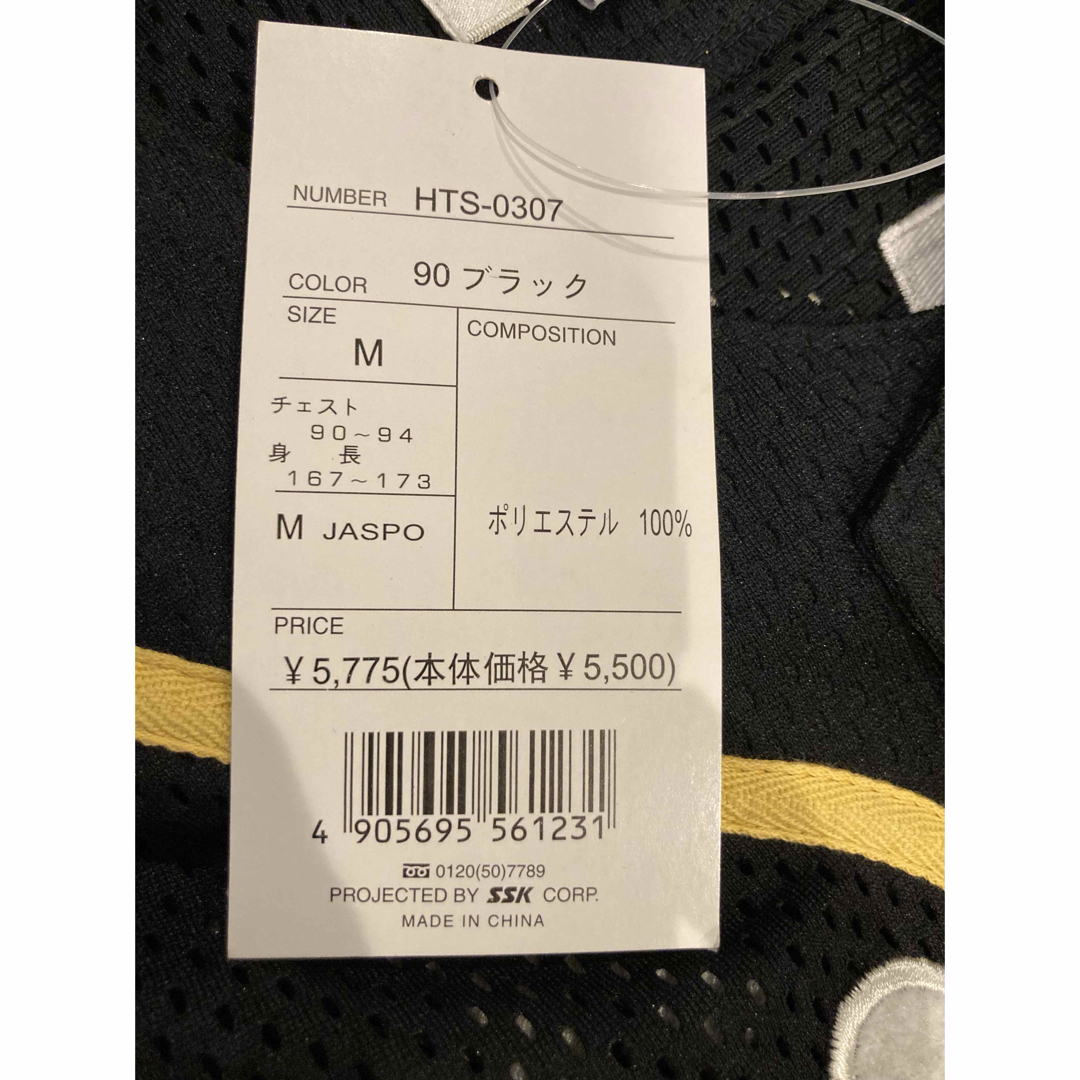 NUMBER HTS-0307
COLOR 90 ブラック
SIZE
M
チェスト
90~94
身 長
167~173
M JASPO
COMPOSITION
ポリエステル 100%
PRICE
¥5,775(本体価格¥5,500)
4 905695 561231
0120(50)7789
PROJECTED BY SSK CORP.
MADE IN CHINA